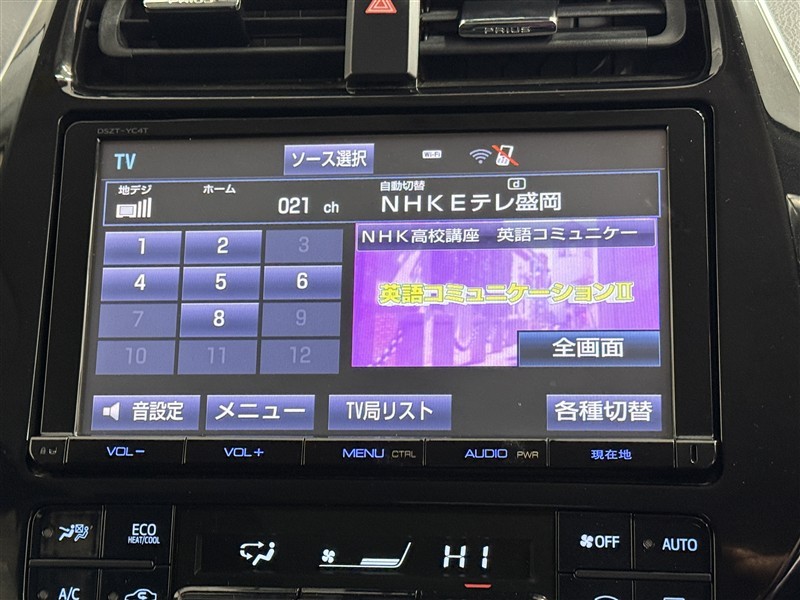 PRIUS
PRIUS
DSZT-YC4T
TV
ソース選択
Wi-Fi
地デジ
ホーム
021 ch
自動切替
d
NHKEテレ盛岡
1
2
3
NHK高校講座 英語コミュニケー
4
5
6
英語コミュニケーションⅡ
7
8
9
全画面
10
11
12
音設定
メニュー
TV局リスト
各種切替
VOL−
VOL+
MENU CTRL
AUDIO PWR
現在地
ECO
HEAT/COOL
HI
OFF
AUTO
A/C